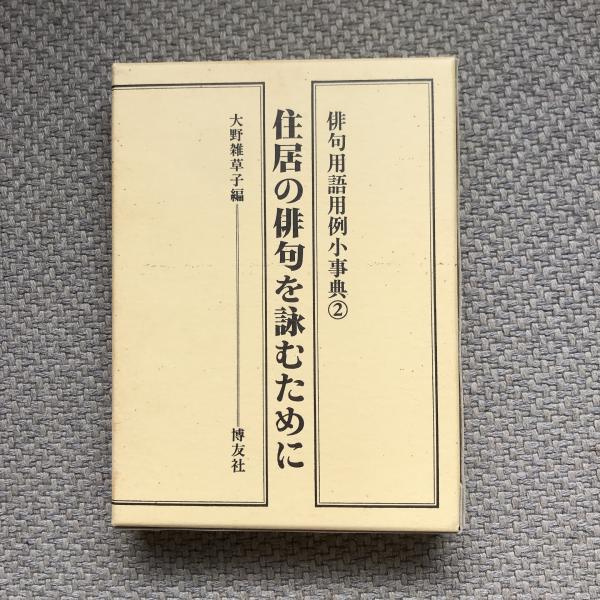 俳句用語用例小事典②
住居の俳句を詠むために
大野雑草子編
博友社